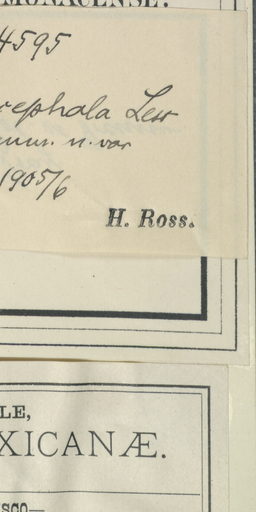 MONACENSE.
4595
cephala Less
n. var
1905/6
H. Ross.
LE,
XICANÆ.
SCO—